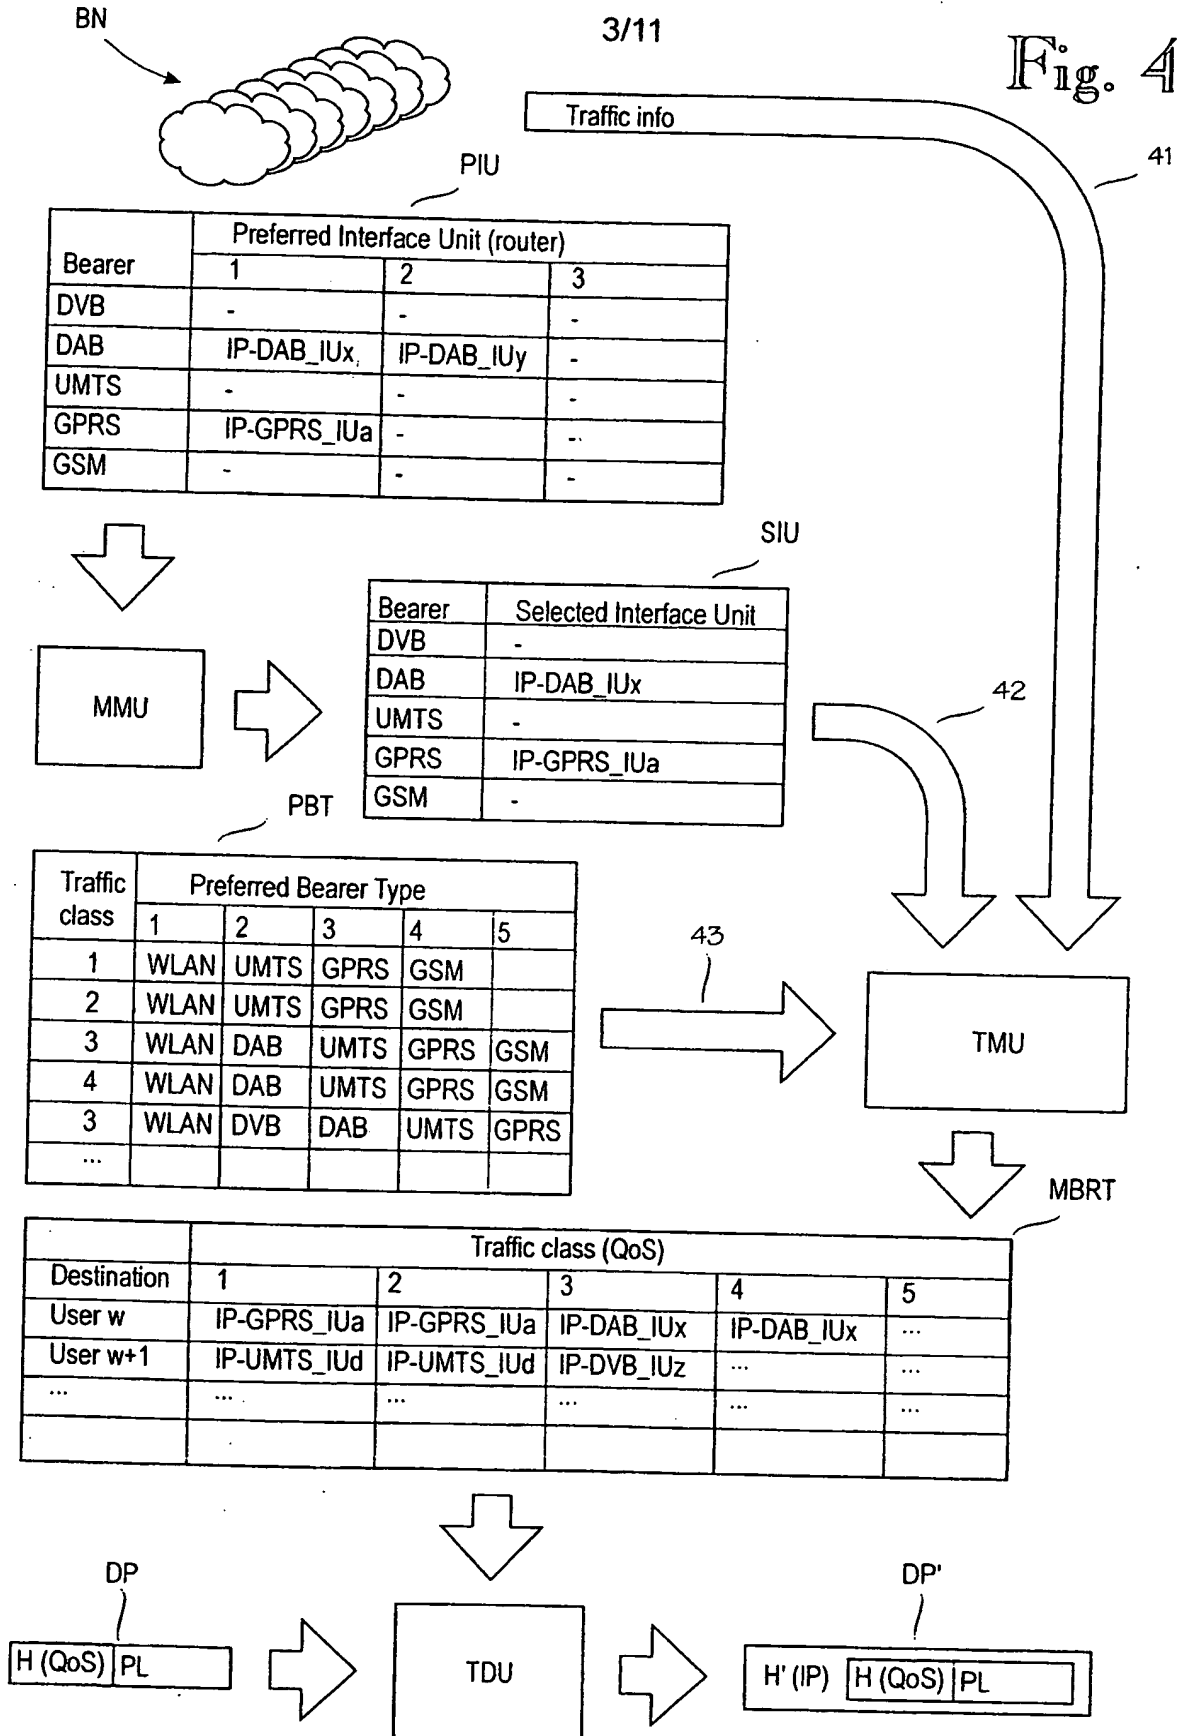 BN
3/11
Fig. 4
Traffic info
41
PIU
Preferred Interface Unit (router)
Bearer 1 2 3
DVB - - -
DAB IP-DAB_IUx, IP-DAB_IUy -
UMTS - - -
GPRS IP-GPRS_IUa - -
GSM - - -
SIU
Bearer Selected Interface Unit
DVB -
DAB IP-DAB_IUx
UMTS -
GPRS IP-GPRS_IUa
GSM -
MMU
42
PBT
Traffic class Preferred Bearer Type
1 2 3 4 5
1 WLAN UMTS GPRS GSM
2 WLAN UMTS GPRS GSM
3 WLAN DAB UMTS GPRS GSM
4 WLAN DAB UMTS GPRS GSM
3 WLAN DVB DAB UMTS GPRS
...
43
TMU
MBRT
Traffic class (QoS)
Destination 1 2 3 4 5
User w IP-GPRS_IUa IP-GPRS_IUa IP-DAB_IUx IP-DAB_IUx ...
User w+1 IP-UMTS_IUd IP-UMTS_IUd IP-DVB_IUz ... ...
... ... ... ... ... ...
DP
DP'
H (QoS) PL
TDU
H' (IP) H (QoS) PL